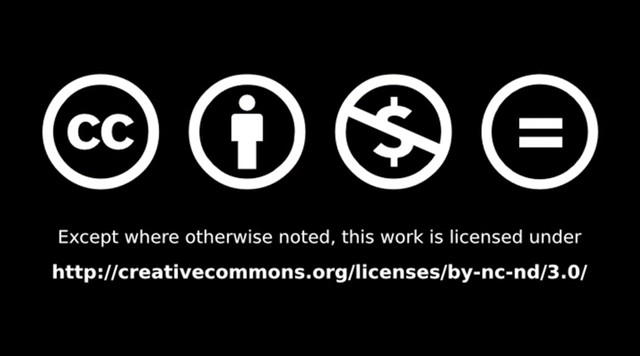 cc $ =
Except where otherwise noted, this work is licensed under
http://creativecommons.org/licenses/by-nc-nd/3.0/